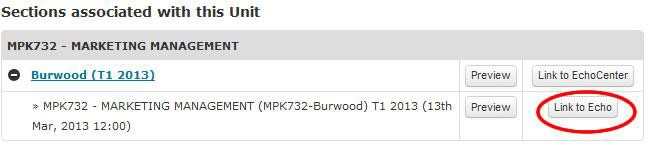 Sections associated with this Unit
MPK732 - MARKETING MANAGEMENT
Burwood (T1 2013) Preview Link to EchoCenter
» MPK732 - MARKETING MANAGEMENT (MPK732-Burwood) T1 2013 (13th Preview Link to Echo
Mar, 2013 12:00)